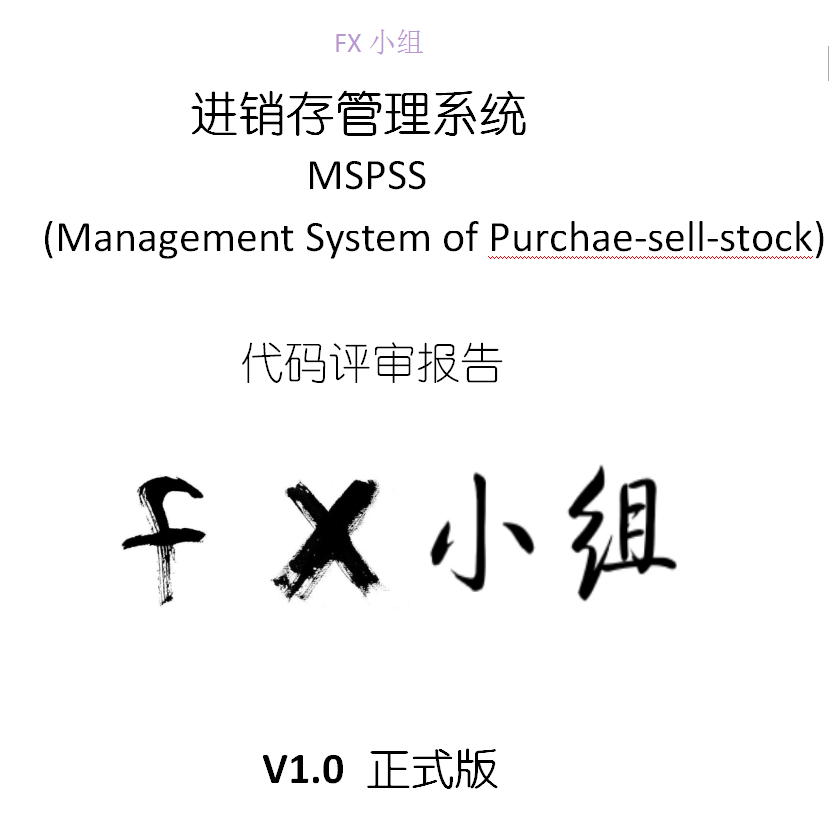 FX 小组
进销存管理系统
MSPSS
(Management System of Purchae-sell-stock)
代码评审报告
f X 小组
V1.0 正式版